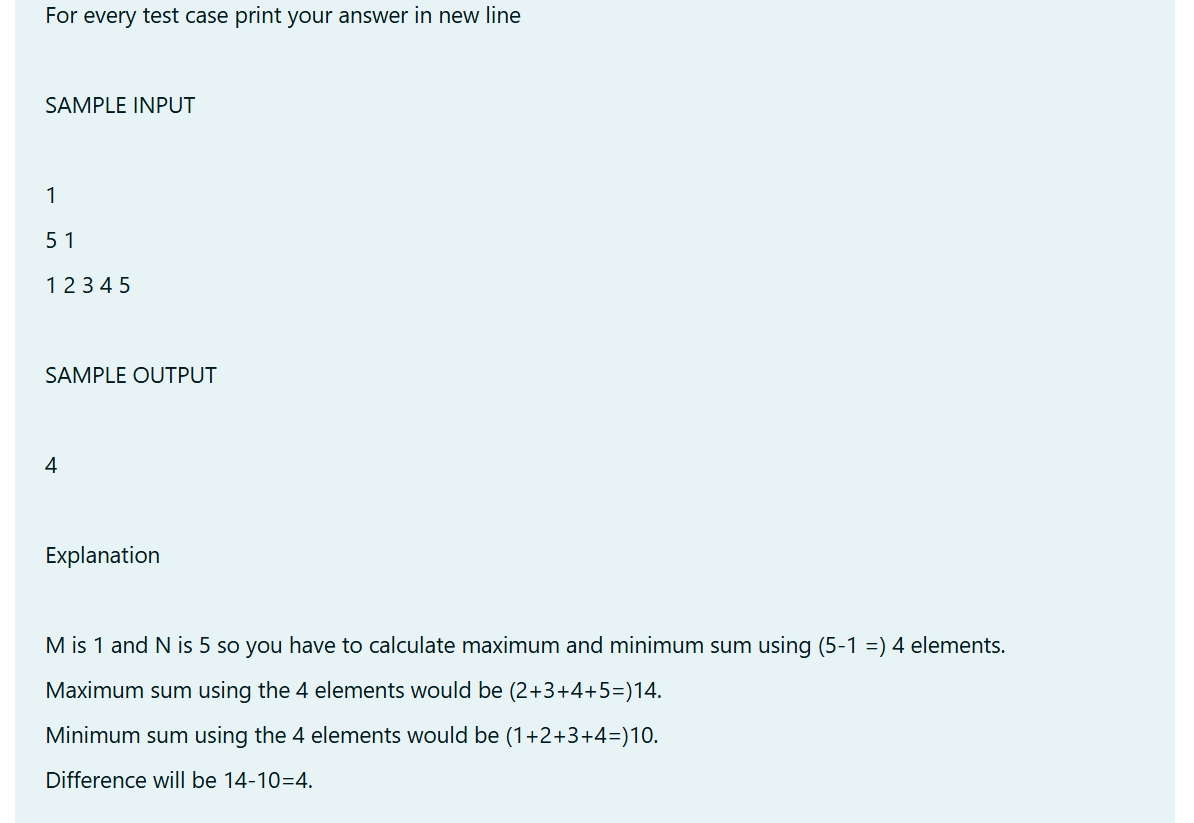 For every test case print your answer in new line
SAMPLE INPUT
1
5 1
1 2 3 4 5
SAMPLE OUTPUT
4
Explanation
M is 1 and N is 5 so you have to calculate maximum and minimum sum using (5-1 =) 4 elements.
Maximum sum using the 4 elements would be (2+3+4+5=)14.
Minimum sum using the 4 elements would be (1+2+3+4=)10.
Difference will be 14-10=4.